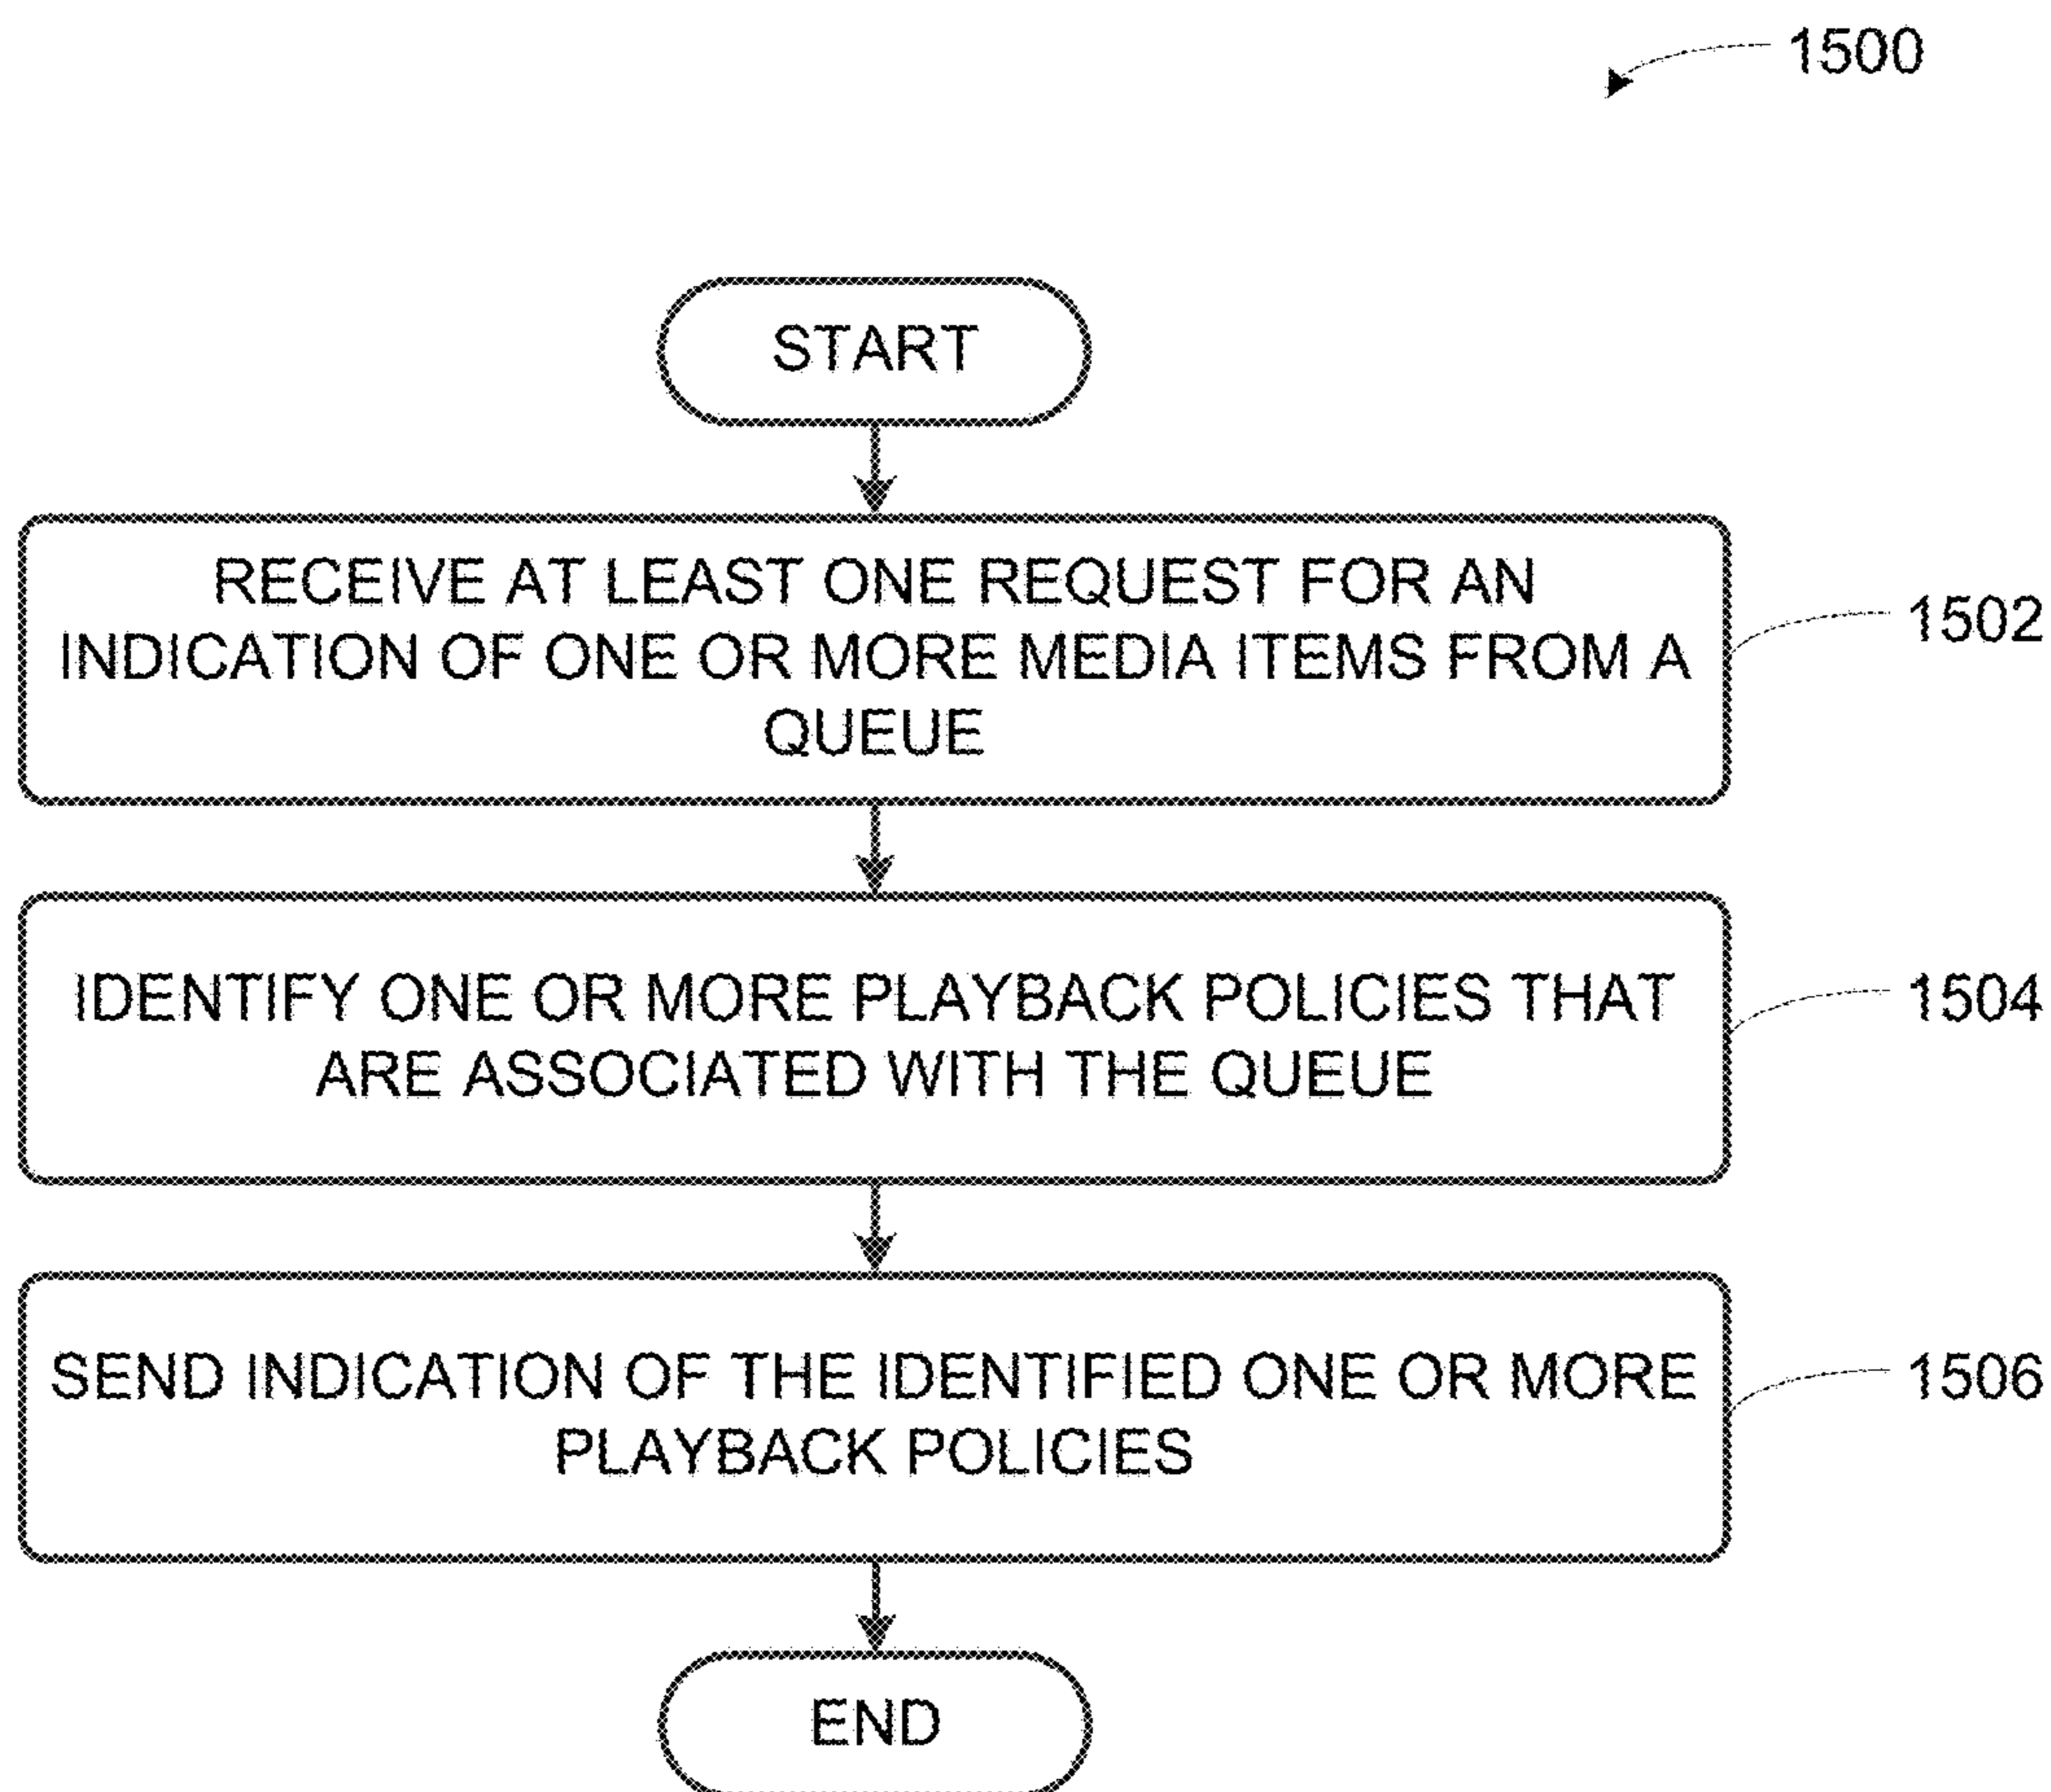 1500
START
RECEIVE AT LEAST ONE REQUEST FOR AN
INDICATION OF ONE OR MORE MEDIA ITEMS FROM A
QUEUE
1502
IDENTIFY ONE OR MORE PLAYBACK POLICIES THAT
ARE ASSOCIATED WITH THE QUEUE
1504
SEND INDICATION OF THE IDENTIFIED ONE OR MORE
PLAYBACK POLICIES
1506
END